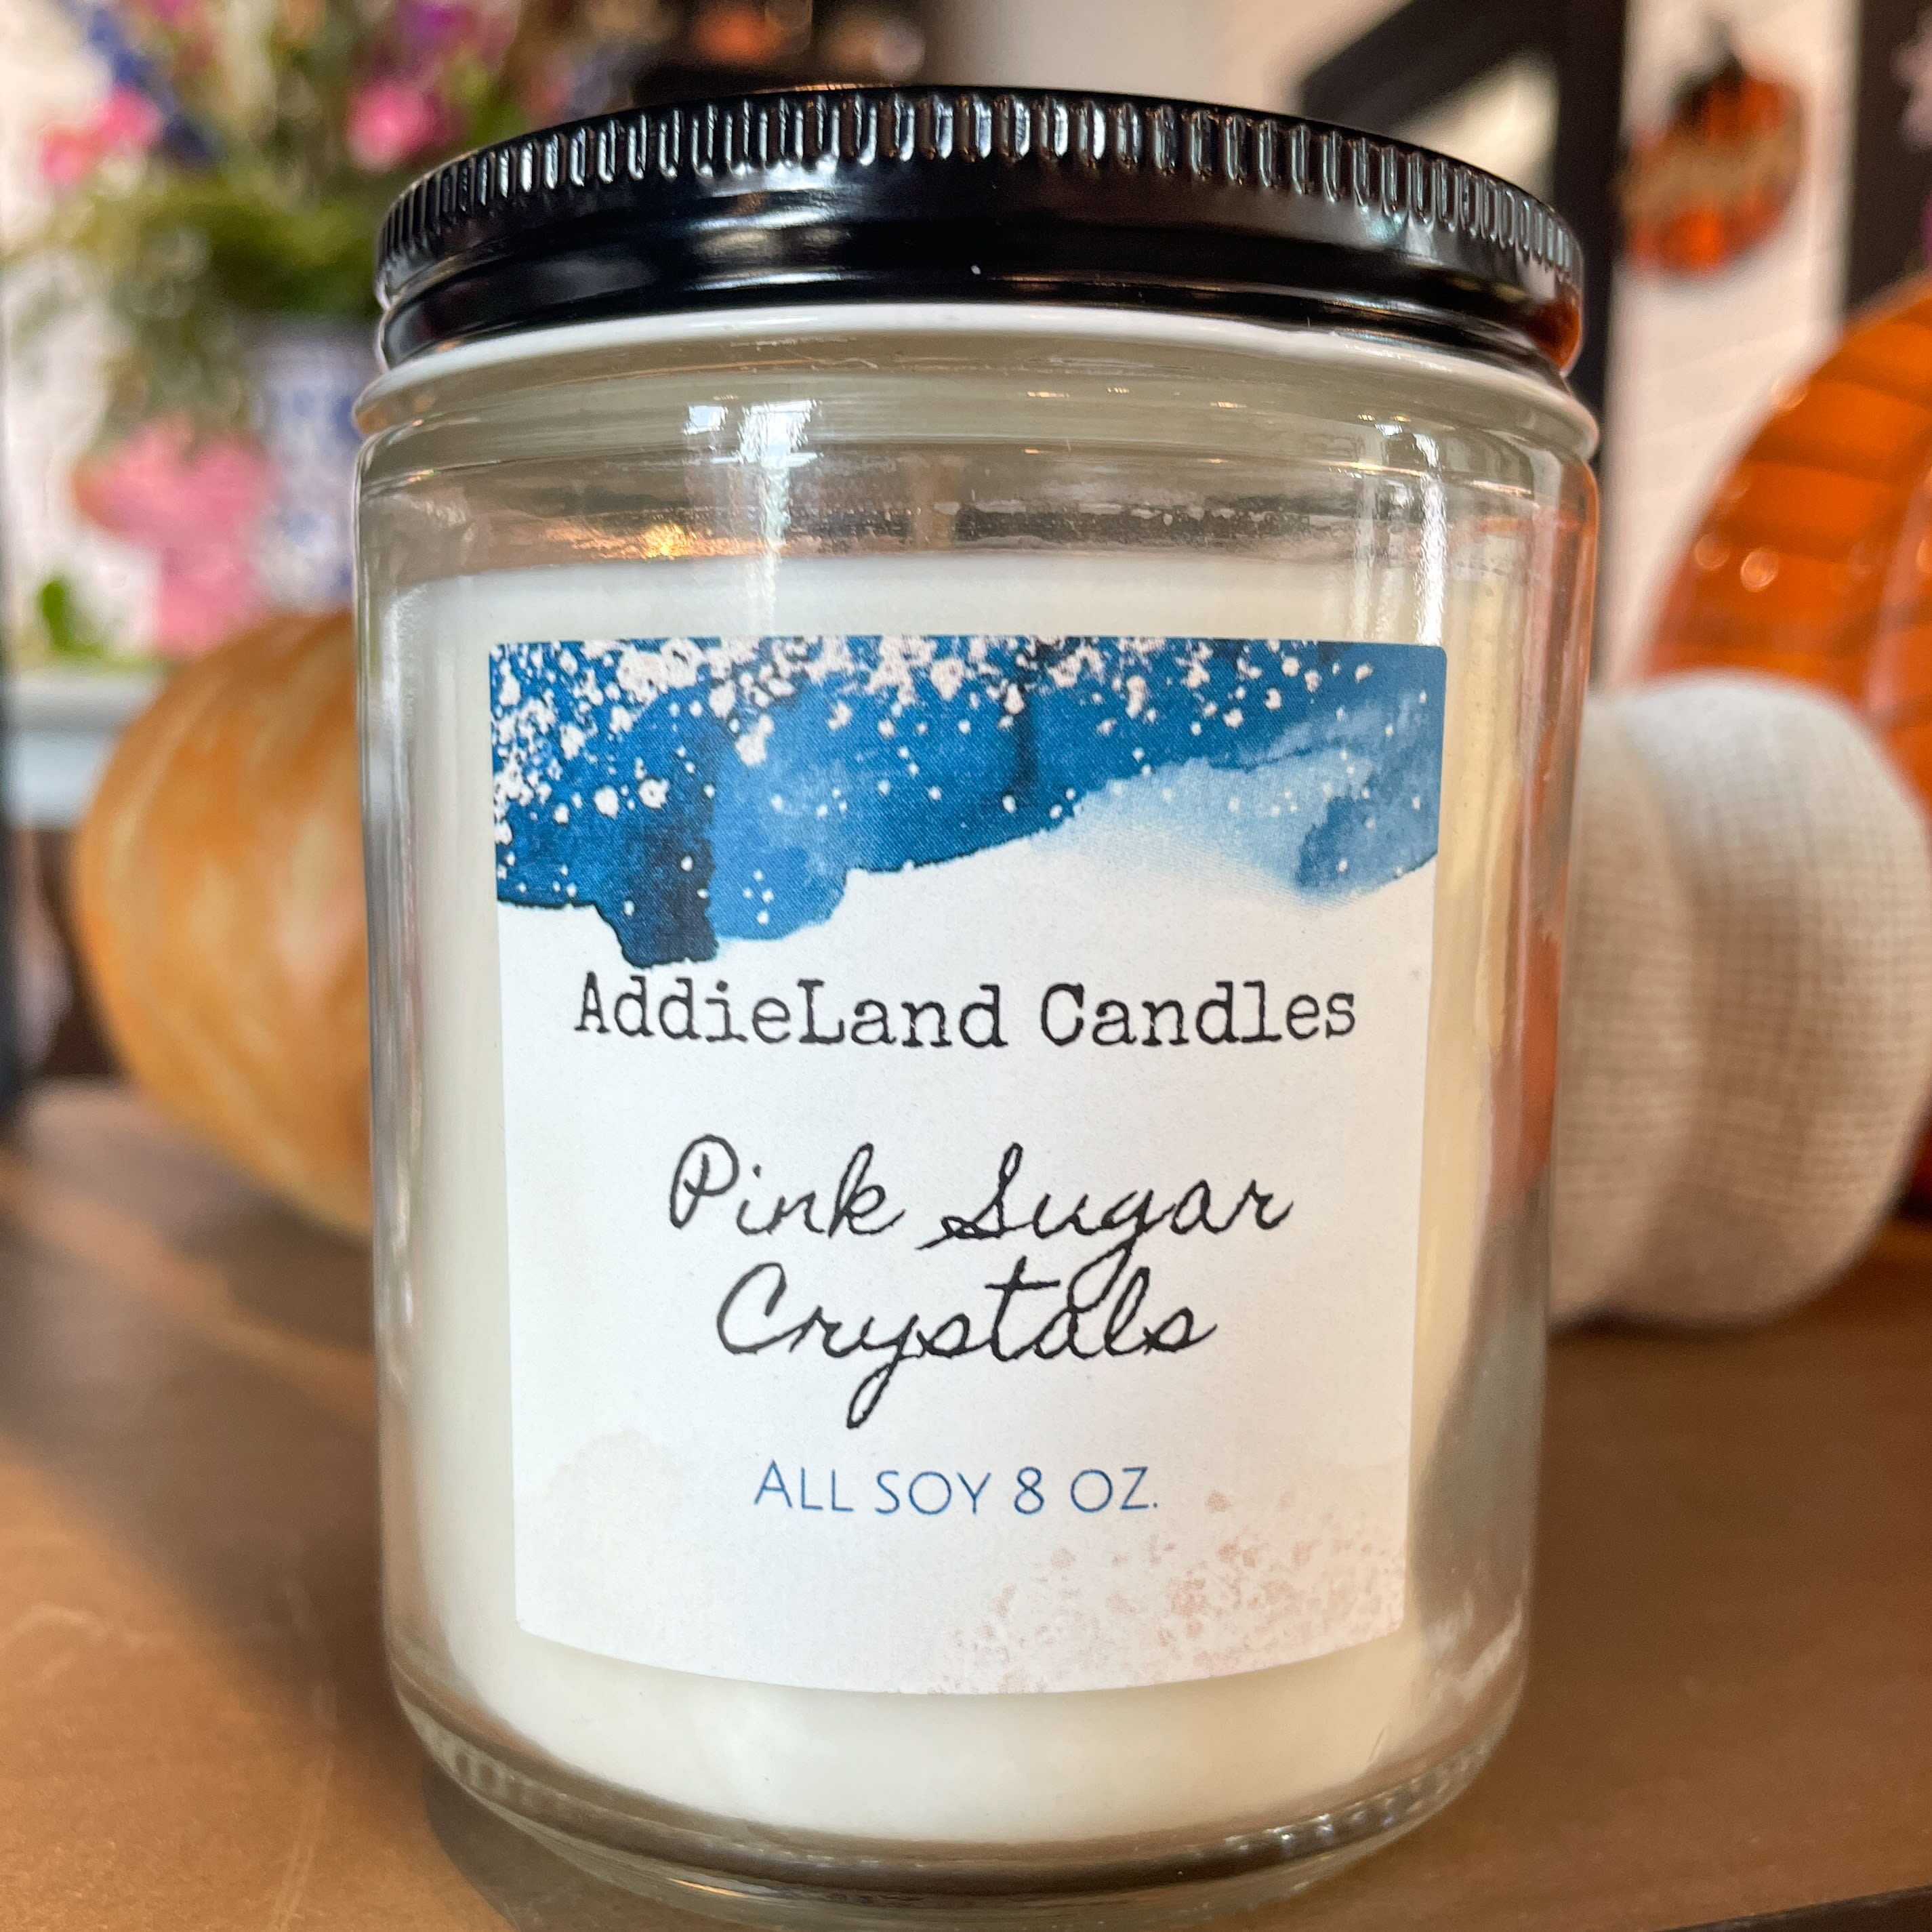 AddieLand Candles
Pink Sugar
Crystals
ALL SOY 8 OZ.